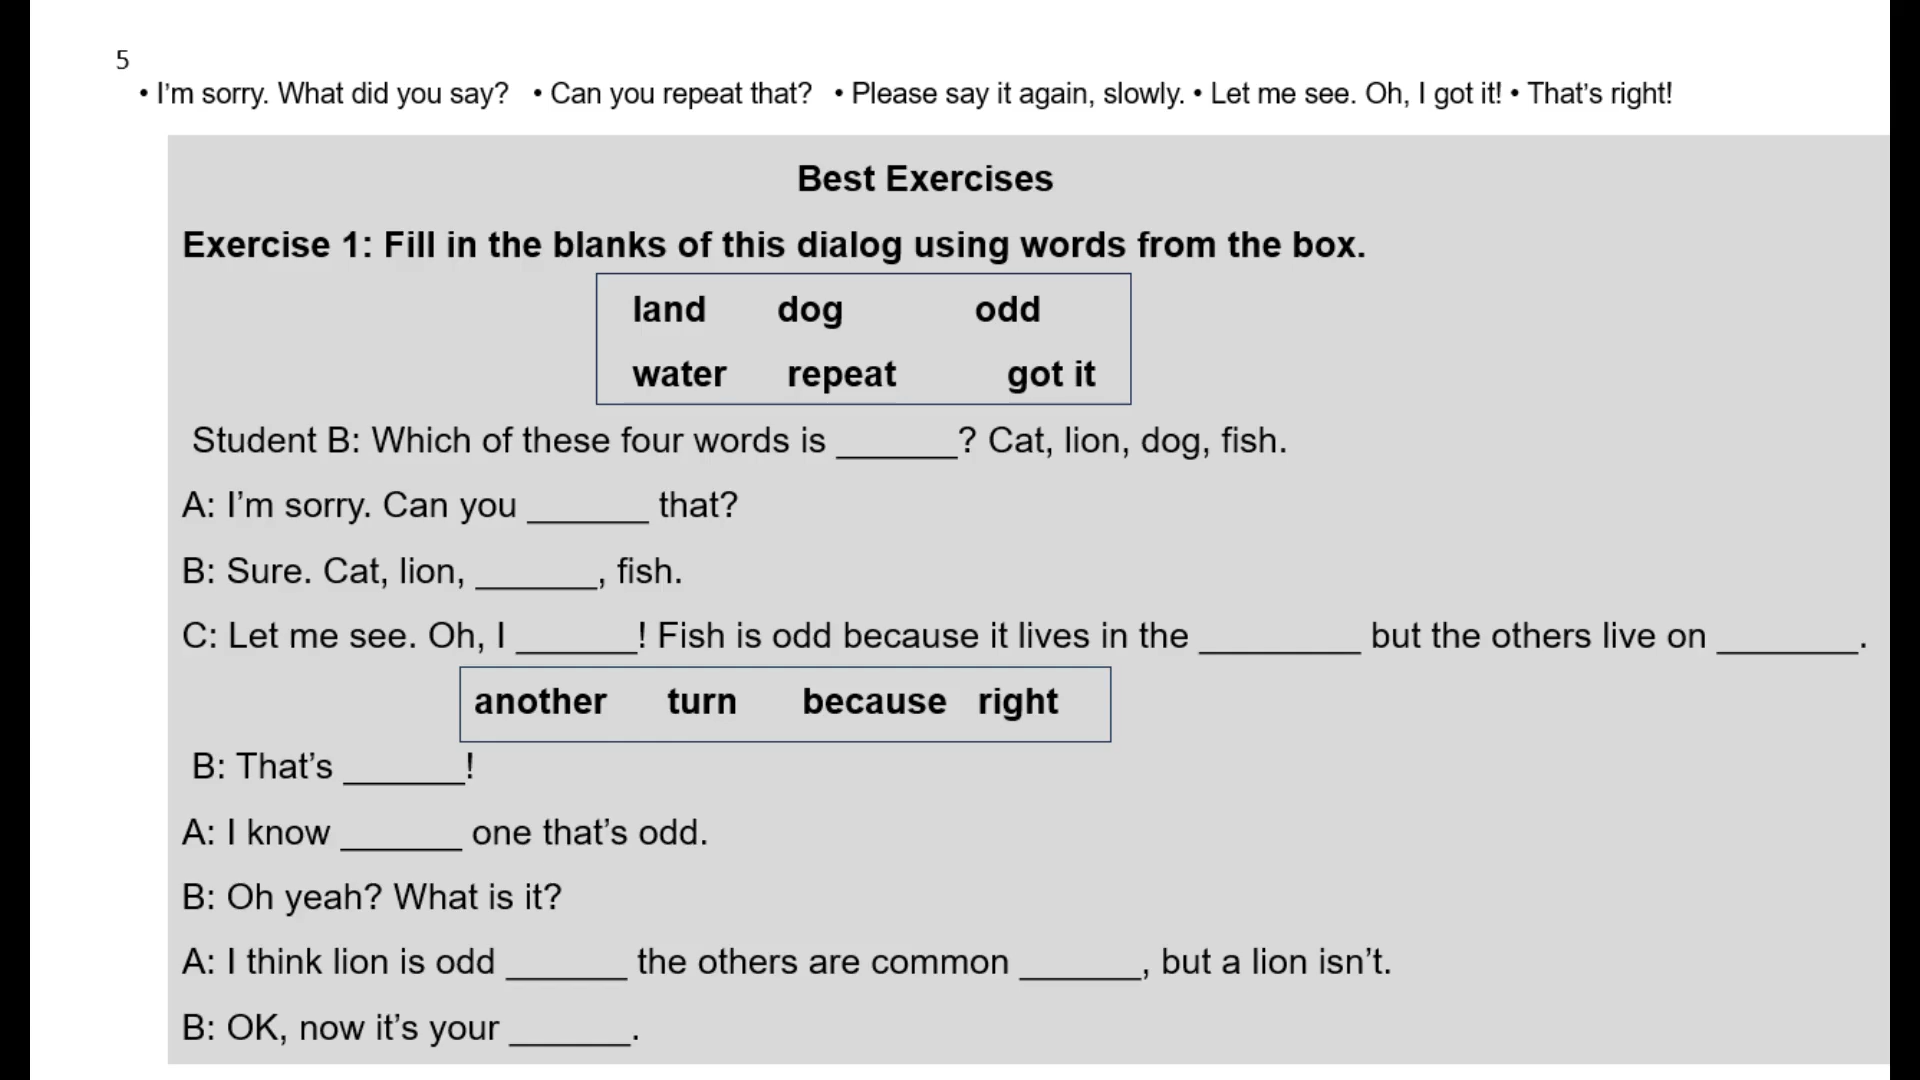 5
• I’m sorry. What did you say? • Can you repeat that? • Please say it again, slowly. • Let me see. Oh, I got it! • That’s right!
Best Exercises
Exercise 1: Fill in the blanks of this dialog using words from the box.
land dog odd
water repeat got it
Student B: Which of these four words is ______? Cat, lion, dog, fish.
A: I’m sorry. Can you ______ that?
B: Sure. Cat, lion, ______, fish.
C: Let me see. Oh, I ______! Fish is odd because it lives in the ________ but the others live on _______.
another turn because right
B: That’s ______!
A: I know ______ one that’s odd.
B: Oh yeah? What is it?
A: I think lion is odd ______ the others are common ______, but a lion isn’t.
B: OK, now it’s your ______.